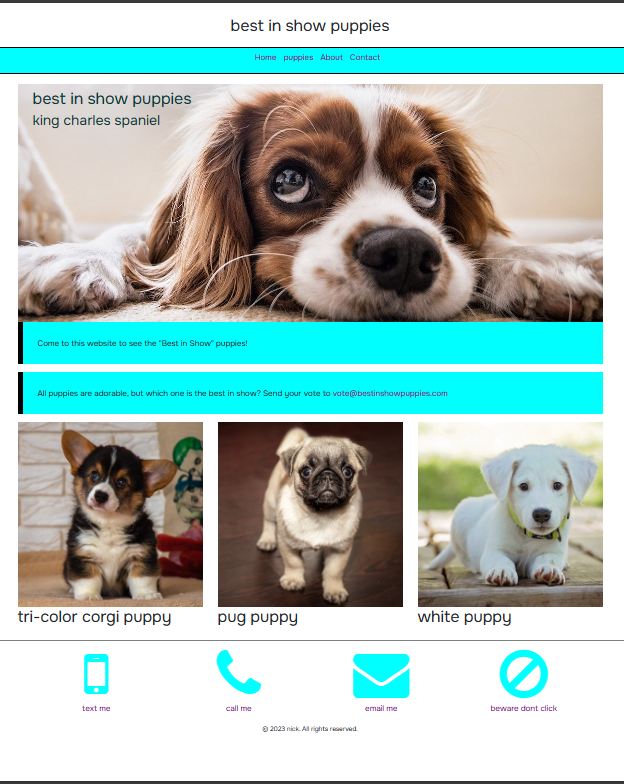 best in show puppies
Home puppies About Contact
best in show puppies
king charles spaniel
Come to this website to see the "Best in Show" puppies!
All puppies are adorable, but which one is the best in show? Send your vote to vote@bestinshowpuppies.com
tri-color corgi puppy
pug puppy
white puppy
text me
call me
email me
beware dont click
© 2023 nick. All rights reserved.